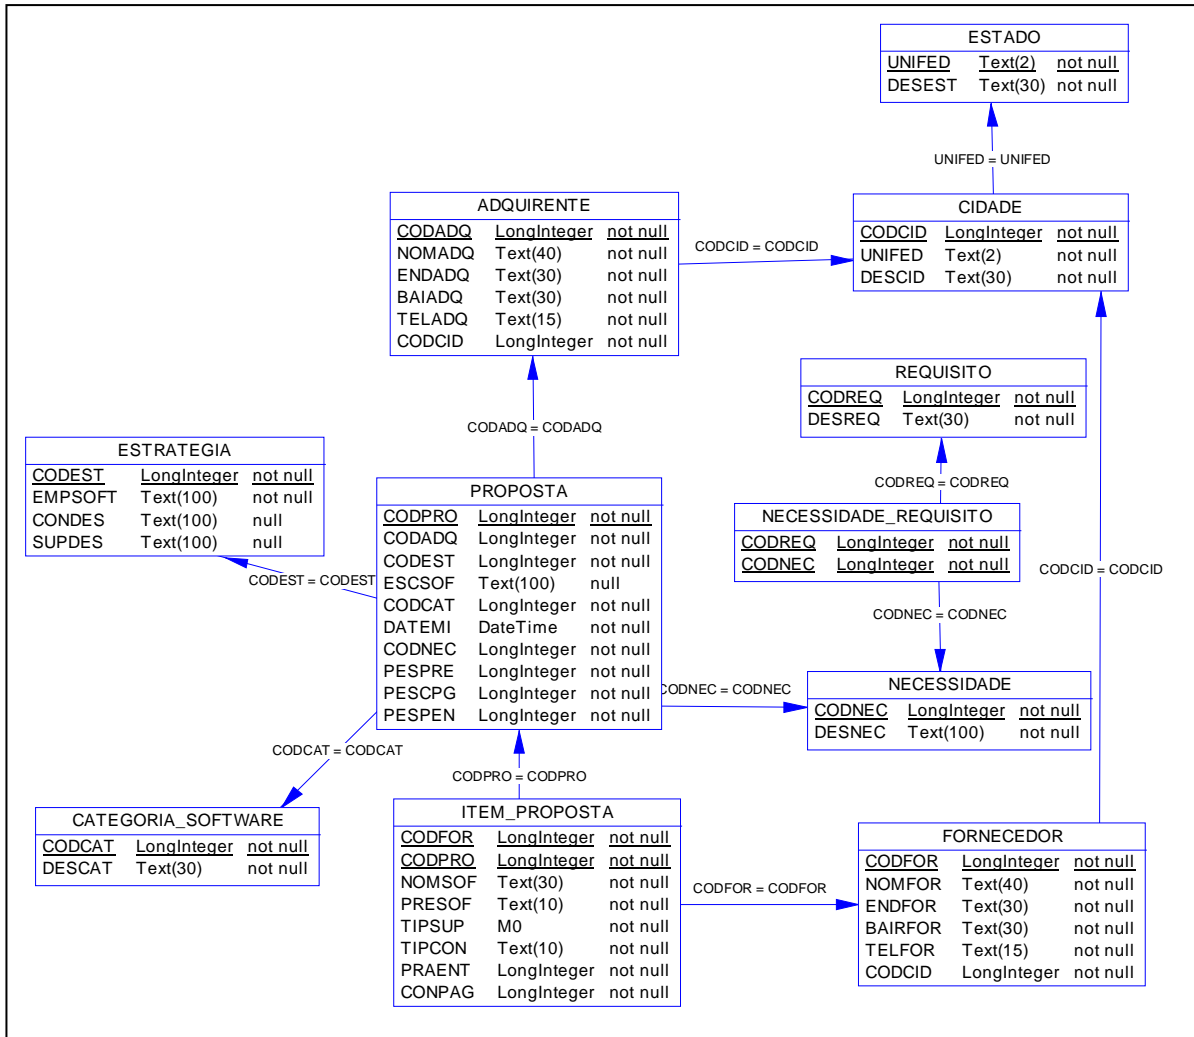 ESTADO
UNIFED Text(2) not null
DESEST Text(30) not null
UNIFED = UNIFED
CIDADE
CODCID LongInteger not null
UNIFED Text(2) not null
DESCID Text(30) not null
ADQUIRENTE
CODADQ LongInteger not null
NOMADQ Text(40) not null
ENDADQ Text(30) not null
BAIADQ Text(30) not null
TELADQ Text(15) not null
CODCID LongInteger not null
CODCID = CODCID
REQUISITO
CODREQ LongInteger not null
DESREQ Text(30) not null
CODADQ = CODADQ
ESTRATEGIA
CODEST LongInteger not null
EMPSOFT Text(100) not null
CONDES Text(100) null
SUPDES Text(100) null
CODREQ = CODREQ
PROPOSTA
CODPRO LongInteger not null
CODADQ LongInteger not null
CODEST LongInteger not null
ESCSOF Text(100) null
CODCAT LongInteger not null
DATEMI DateTime not null
CODNEC LongInteger not null
PESPRE LongInteger not null
PESCPG LongInteger not null
PESPEN LongInteger not null
NECESSIDADE_REQUISITO
CODREQ LongInteger not null
CODNEC LongInteger not null
CODCID = CODCID
CODEST = CODEST
CODNEC = CODNEC
NECESSIDADE
CODNEC LongInteger not null
DESNEC Text(100) not null
CODNEC = CODNEC
CODCAT = CODCAT
CODPRO = CODPRO
CATEGORIA_SOFTWARE
CODCAT LongInteger not null
DESCAT Text(30) not null
ITEM_PROPOSTA
CODFOR LongInteger not null
CODPRO LongInteger not null
NOMSOF Text(30) not null
PRESOF Text(10) not null
TIPSUP M0 not null
TIPCON Text(10) not null
PRAENT LongInteger not null
CONPAG LongInteger not null
CODFOR = CODFOR
FORNECEDOR
CODFOR LongInteger not null
NOMFOR Text(40) not null
ENDFOR Text(30) not null
BAIRFOR Text(30) not null
TELFOR Text(15) not null
CODCID LongInteger not null